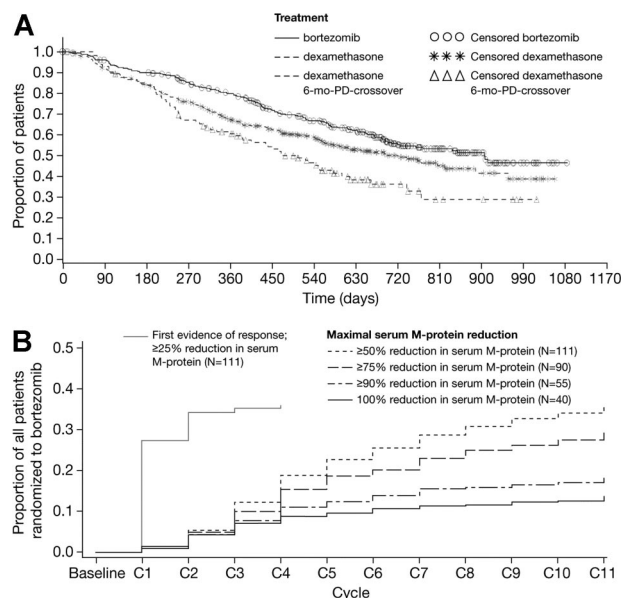 A
Treatment
bortezomib
dexamethasone
dexamethasone
6-mo-PD-crossover
Censored bortezomib
Censored dexamethasone
Censored dexamethasone
6-mo-PD-crossover
Proportion of patients
1.0
0.9
0.8
0.7
0.6
0.5
0.4
0.3
0.2
0.1
0.0
0 90 180 270 360 450 540 630 720 810 900 990 1080 1170
Time (days)
B
First evidence of response;
≥25% reduction in serum
M-protein (N=111)
Maximal serum M-protein reduction
≥50% reduction in serum M-protein (N=111)
≥75% reduction in serum M-protein (N=90)
≥90% reduction in serum M-protein (N=55)
100% reduction in serum M-protein (N=40)
Proportion of all patients
randomized to bortezomib
0.5
0.4
0.3
0.2
0.1
0.0
Baseline C1 C2 C3 C4 C5 C6 C7 C8 C9 C10 C11
Cycle